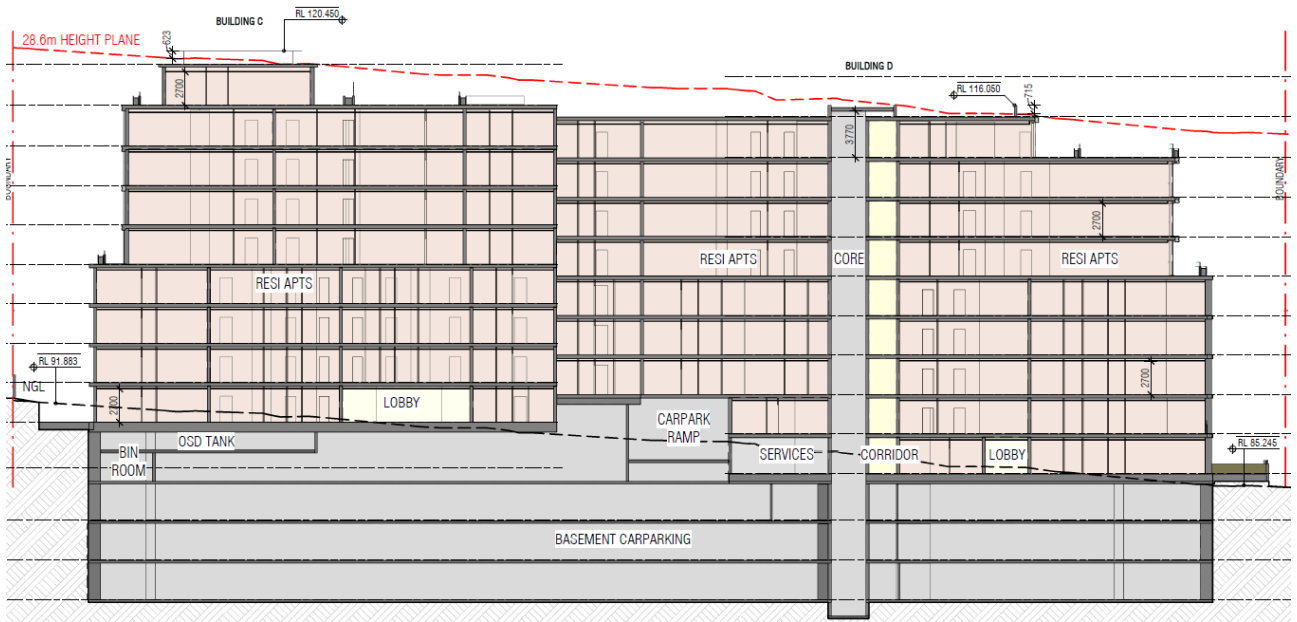 BUILDING C
RL 120.450
623
28.6m HEIGHT PLANE
2700
BUILDING D
RL 116.050
715
3770
BOUNDARY
2700
RESI APTS
CORE
RESI APTS
RESI APTS
RL 91.883
NGL
2700
2700
LOBBY
CARPARK
RAMP
OSD TANK
BIN
ROOM
SERVICES
CORRIDOR
LOBBY
RL 85.245
BASEMENT CARPARKING